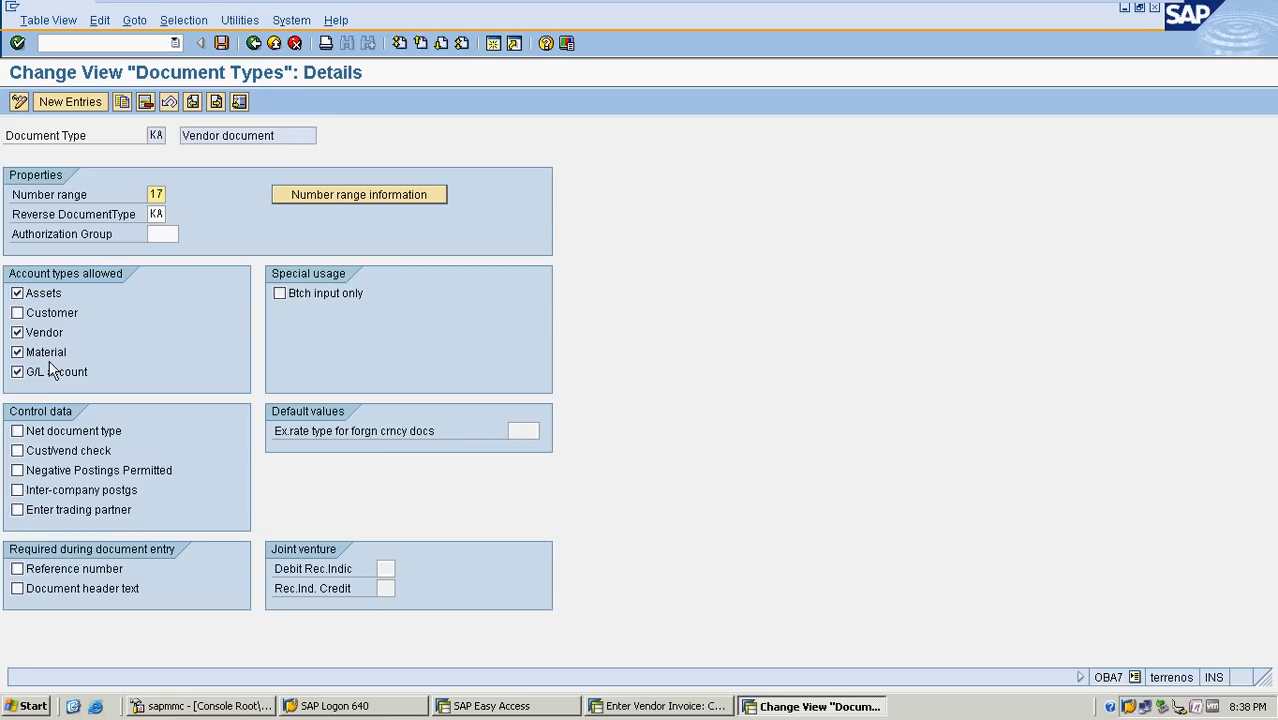 Table View Edit Goto Selection Utilities System Help
SAP
Change View "Document Types": Details
New Entries
Document Type KA Vendor document
Properties
Number range 17 Number range information
Reverse DocumentType KA
Authorization Group
Account types allowed
Assets
Customer
Vendor
Material
G/L account
Special usage
Btch input only
Control data
Net document type
Cust/vend check
Negative Postings Permitted
Inter-company postgs
Enter trading partner
Default values
Ex.rate type for forgn crncy docs
Required during document entry
Reference number
Document header text
Joint venture
Debit Rec.Indic
Rec.Ind. Credit
OBA7 terrenos INS
Start sapmmc - [Console Root\... SAP Logon 640 SAP Easy Access Enter Vendor Invoice: C... Change View "Docum... 8:38 PM